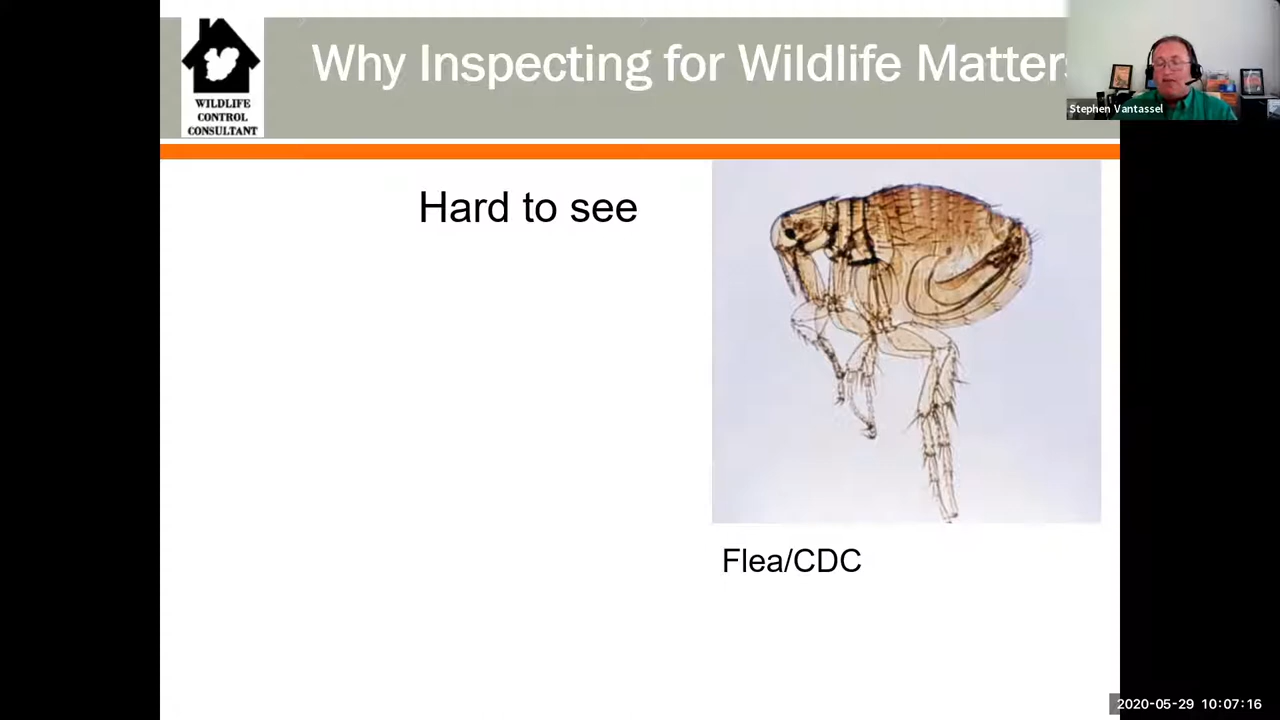 Why Inspecting for Wildlife Matters
WILDLIFE
CONTROL
CONSULTANT
Stephen Vantassel
Hard to see
Flea/CDC
2020-05-29 10:07:16